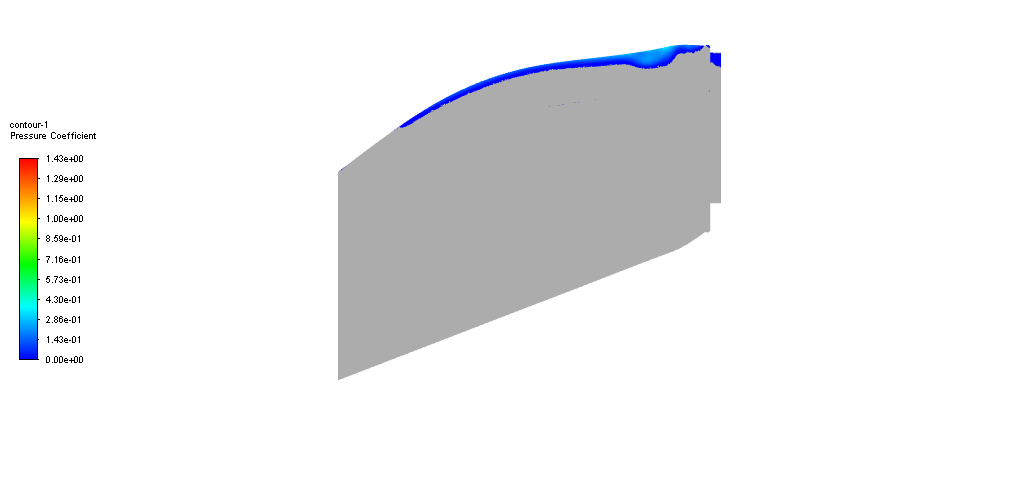 contour-1
Pressure Coefficient
1.43e+00
1.29e+00
1.15e+00
1.00e+00
8.59e-01
7.16e-01
5.73e-01
4.30e-01
2.86e-01
1.43e-01
0.00e+00